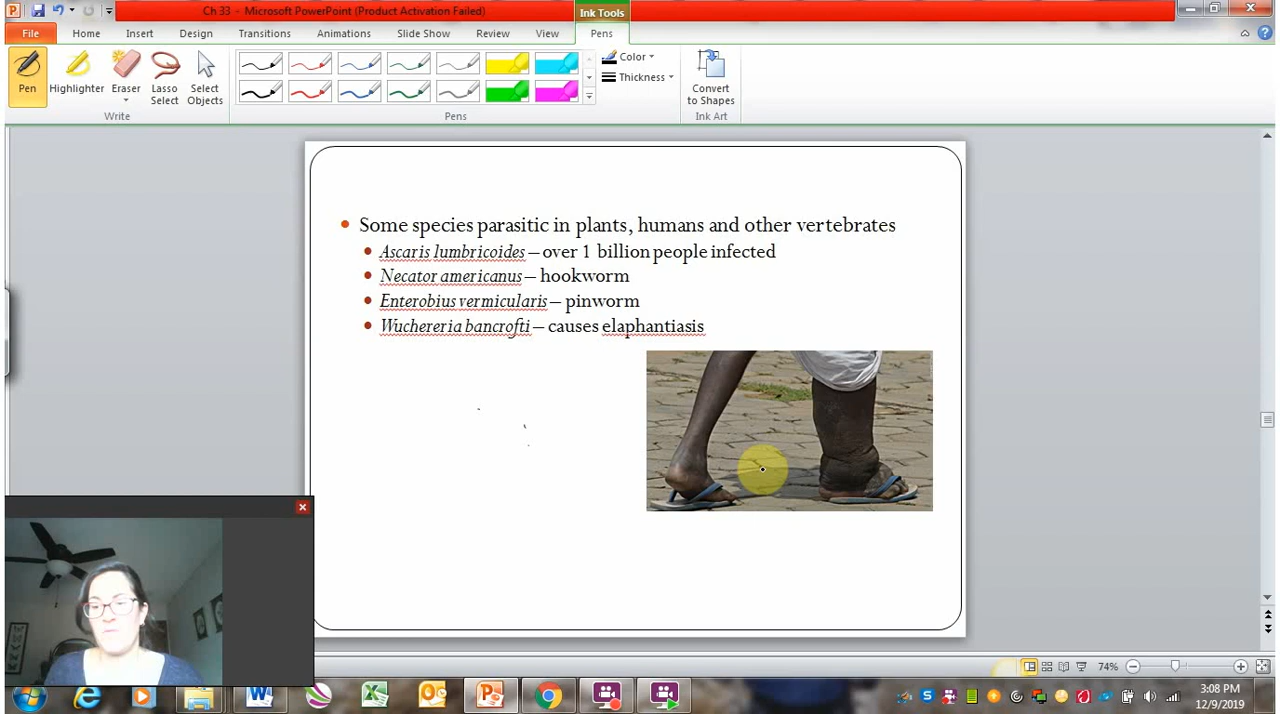 Ch 33 - Microsoft PowerPoint (Product Activation Failed)
Ink Tools
File
Home
Insert
Design
Transitions
Animations
Slide Show
Review
View
Pens
Pen
Highlighter
Eraser
Lasso Select
Select Objects
Color
Thickness
Convert to Shapes
Write
Pens
Ink Art
Some species parasitic in plants, humans and other vertebrates
Ascaris lumbricoides – over 1 billion people infected
Necator americanus – hookworm
Enterobius vermicularis – pinworm
Wuchereria bancrofti – causes elaphantiasis
74%
3:08 PM
12/9/2019